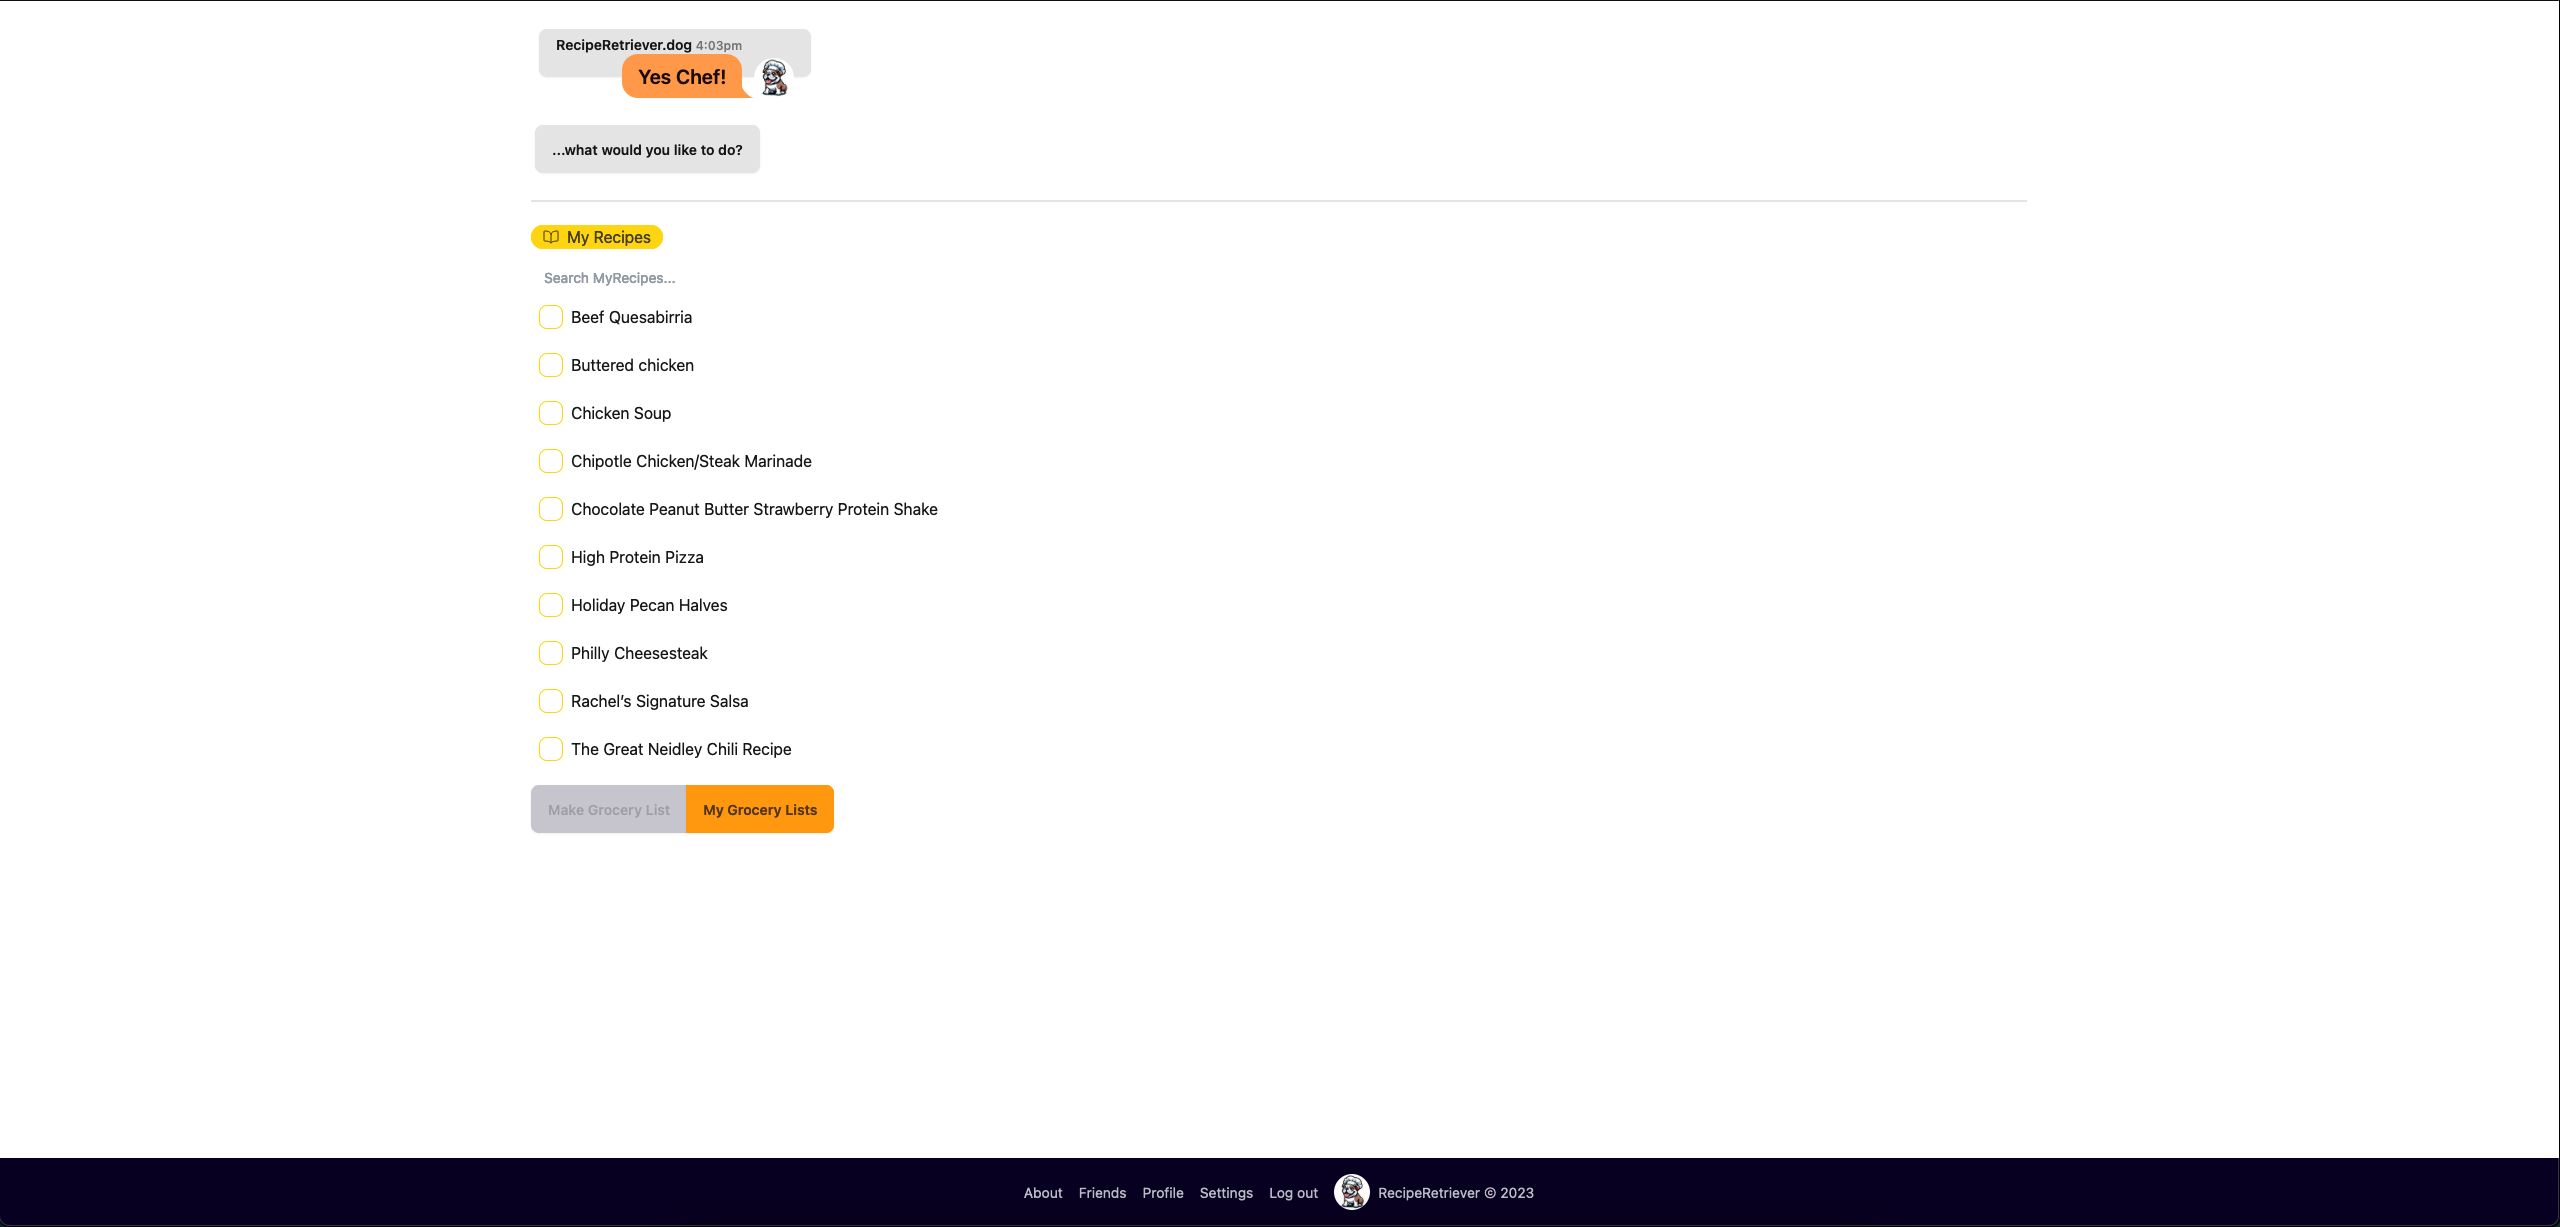 RecipeRetriever.dog 4:03pm
Yes Chef!
...what would you like to do?
My Recipes
Search MyRecipes...
Beef Quesabirria
Buttered chicken
Chicken Soup
Chipotle Chicken/Steak Marinade
Chocolate Peanut Butter Strawberry Protein Shake
High Protein Pizza
Holiday Pecan Halves
Philly Cheesesteak
Rachel’s Signature Salsa
The Great Neidley Chili Recipe
Make Grocery List My Grocery Lists
About Friends Profile Settings Log out RecipeRetriever © 2023